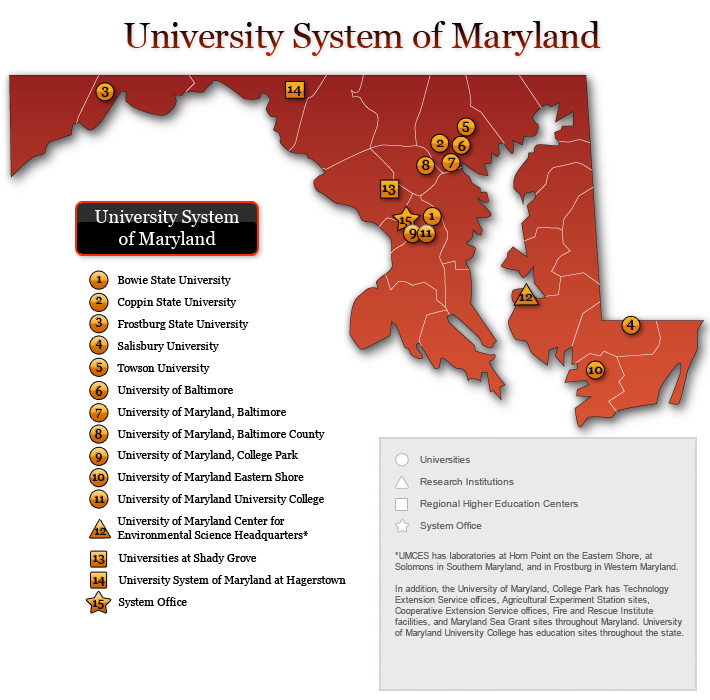 University System of Maryland
3
14
5
2
6
8
7
13
15
1
9
11
12
4
10
University System
of Maryland
1 Bowie State University
2 Coppin State University
3 Frostburg State University
4 Salisbury University
5 Towson University
6 University of Baltimore
7 University of Maryland, Baltimore
8 University of Maryland, Baltimore County
9 University of Maryland, College Park
10 University of Maryland Eastern Shore
11 University of Maryland University College
12 University of Maryland Center for
Environmental Science Headquarters*
13 Universities at Shady Grove
14 University System of Maryland at Hagerstown
15 System Office
Universities
Research Institutions
Regional Higher Education Centers
System Office
*UMCES has laboratories at Horn Point on the Eastern Shore, at
Solomons in Southern Maryland, and in Frostburg in Western Maryland.
In addition, the University of Maryland, College Park has Technology
Extension Service offices, Agricultural Experiment Station sites,
Cooperative Extension Service offices, Fire and Rescue Institute
facilities, and Maryland Sea Grant sites throughout Maryland. University
of Maryland University College has education sites throughout the state.